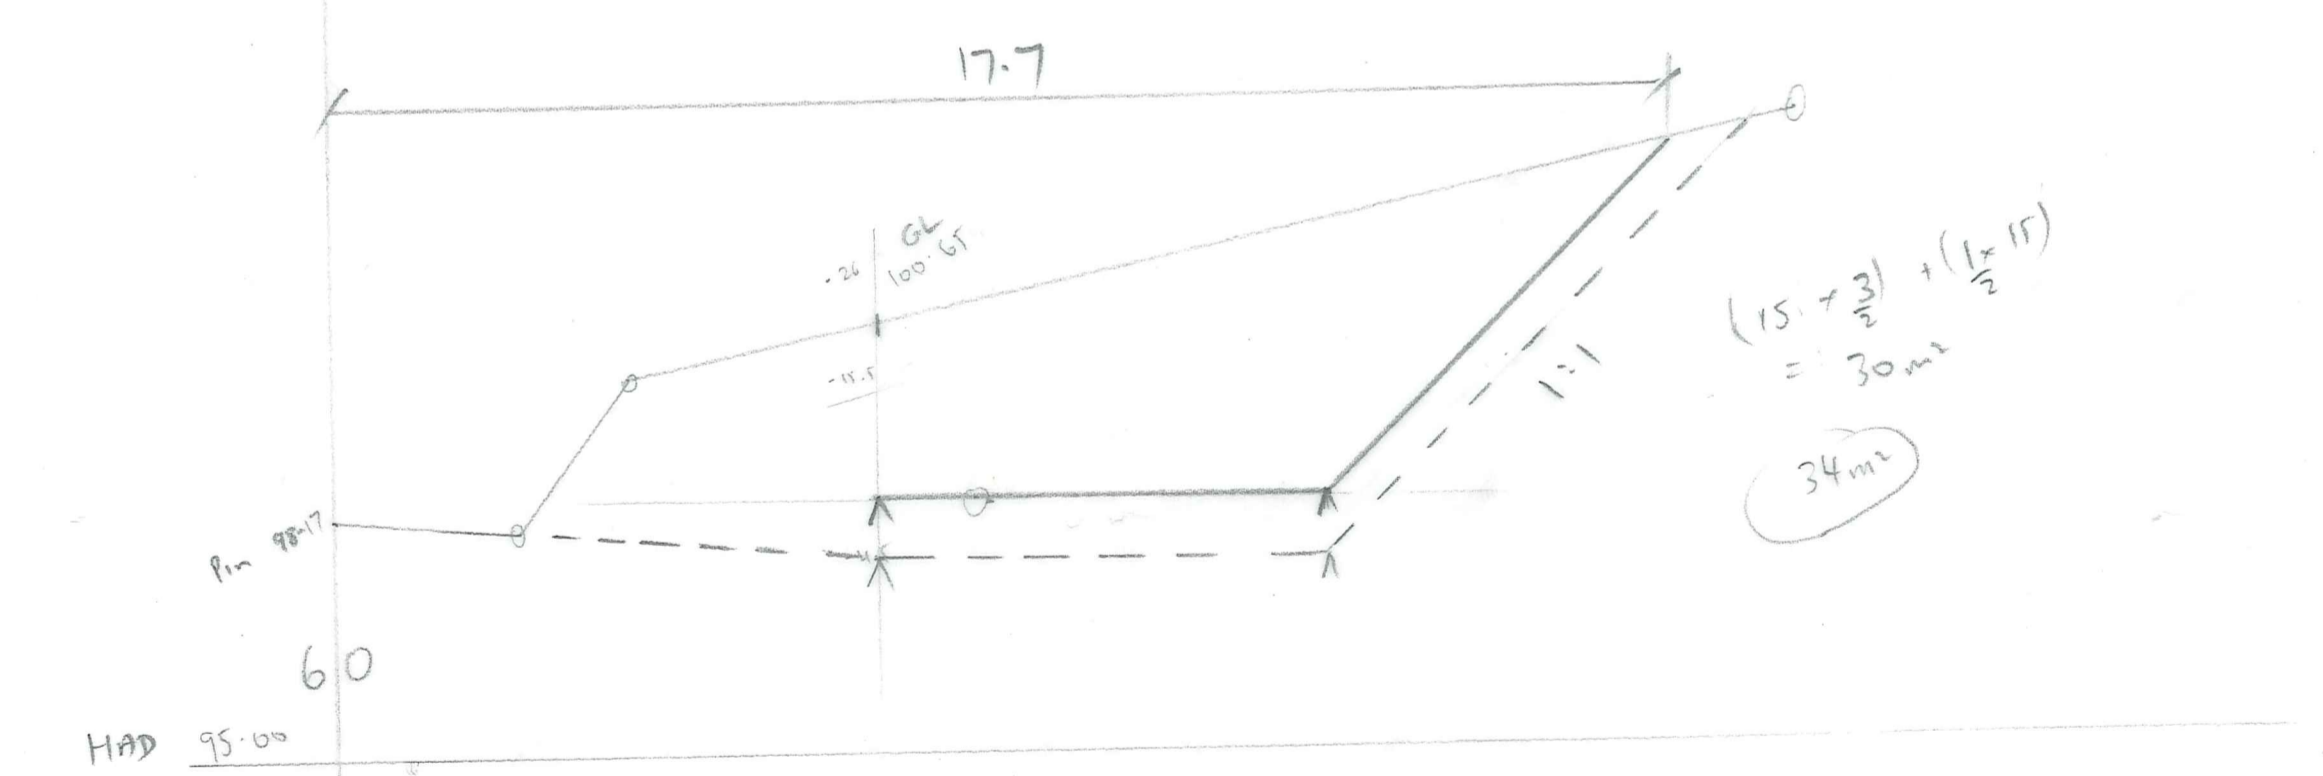 17.7
GL
-26 100.65
-15.5
1:1
(15 + 3/2) + (1/2 × 15)
= 30m²
34m²
Pin 98.17
60
HAD 95.00